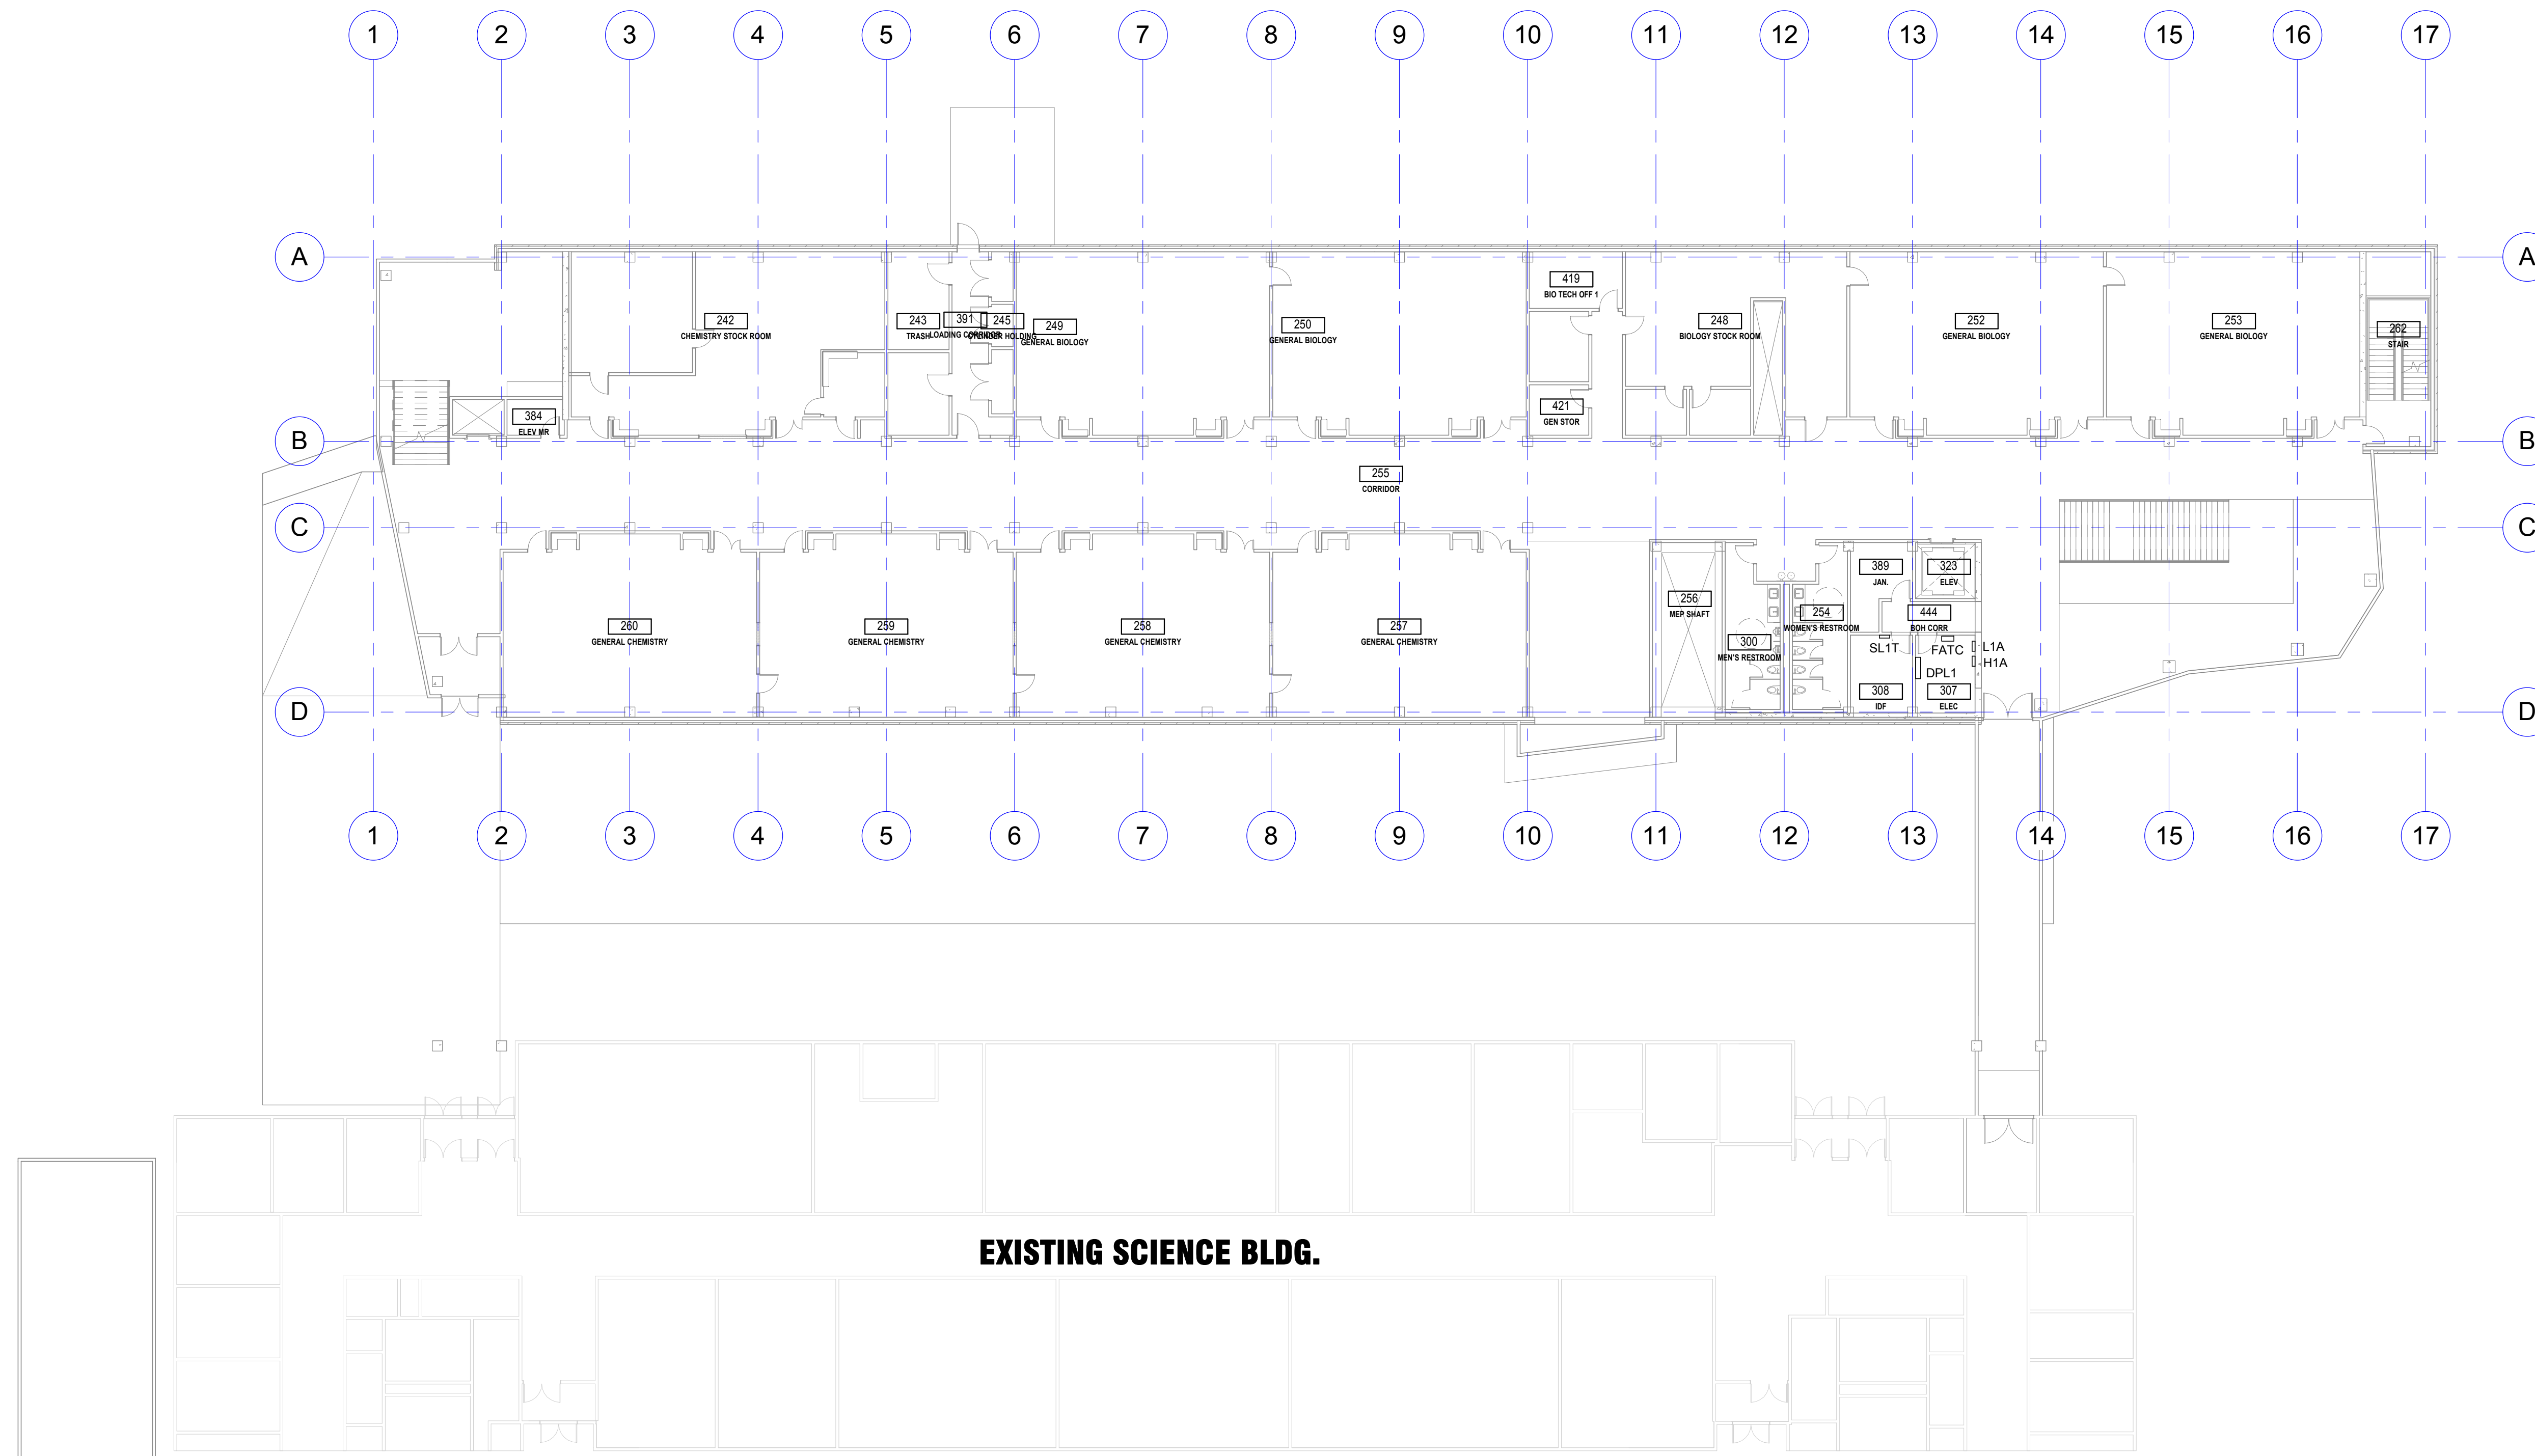 1 2 3 4 5 6 7 8 9 10 11 12 13 14 15 16 17
A A
419
BIO TECH OFF 1
242
CHEMISTRY STOCK ROOM
243
TRASH
391
LOADING CORRIDOR
245
CYLINDER HOLDING
249
GENERAL BIOLOGY
250
GENERAL BIOLOGY
248
BIOLOGY STOCK ROOM
252
GENERAL BIOLOGY
253
GENERAL BIOLOGY
262
STAIR
384
ELEV MR
421
GEN STOR
B B
255
CORRIDOR
C C
389
JAN.
323
ELEV
256
MEP SHAFT
254
WOMEN'S RESTROOM
444
BOH CORR
260
GENERAL CHEMISTRY
259
GENERAL CHEMISTRY
258
GENERAL CHEMISTRY
257
GENERAL CHEMISTRY
300
MEN'S RESTROOM
SL1T
FATC
L1A
H1A
DPL1
308
IDF
307
ELEC
D D
1 2 3 4 5 6 7 8 9 10 11 12 13 14 15 16 17
EXISTING SCIENCE BLDG.